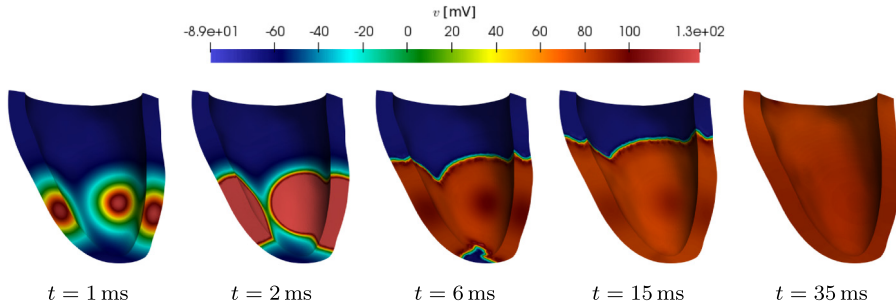 v [mV]
-8.9e+01 -60 -40 -20 0 20 40 60 80 100 1.3e+02
t = 1 ms t = 2 ms t = 6 ms t = 15 ms t = 35 ms